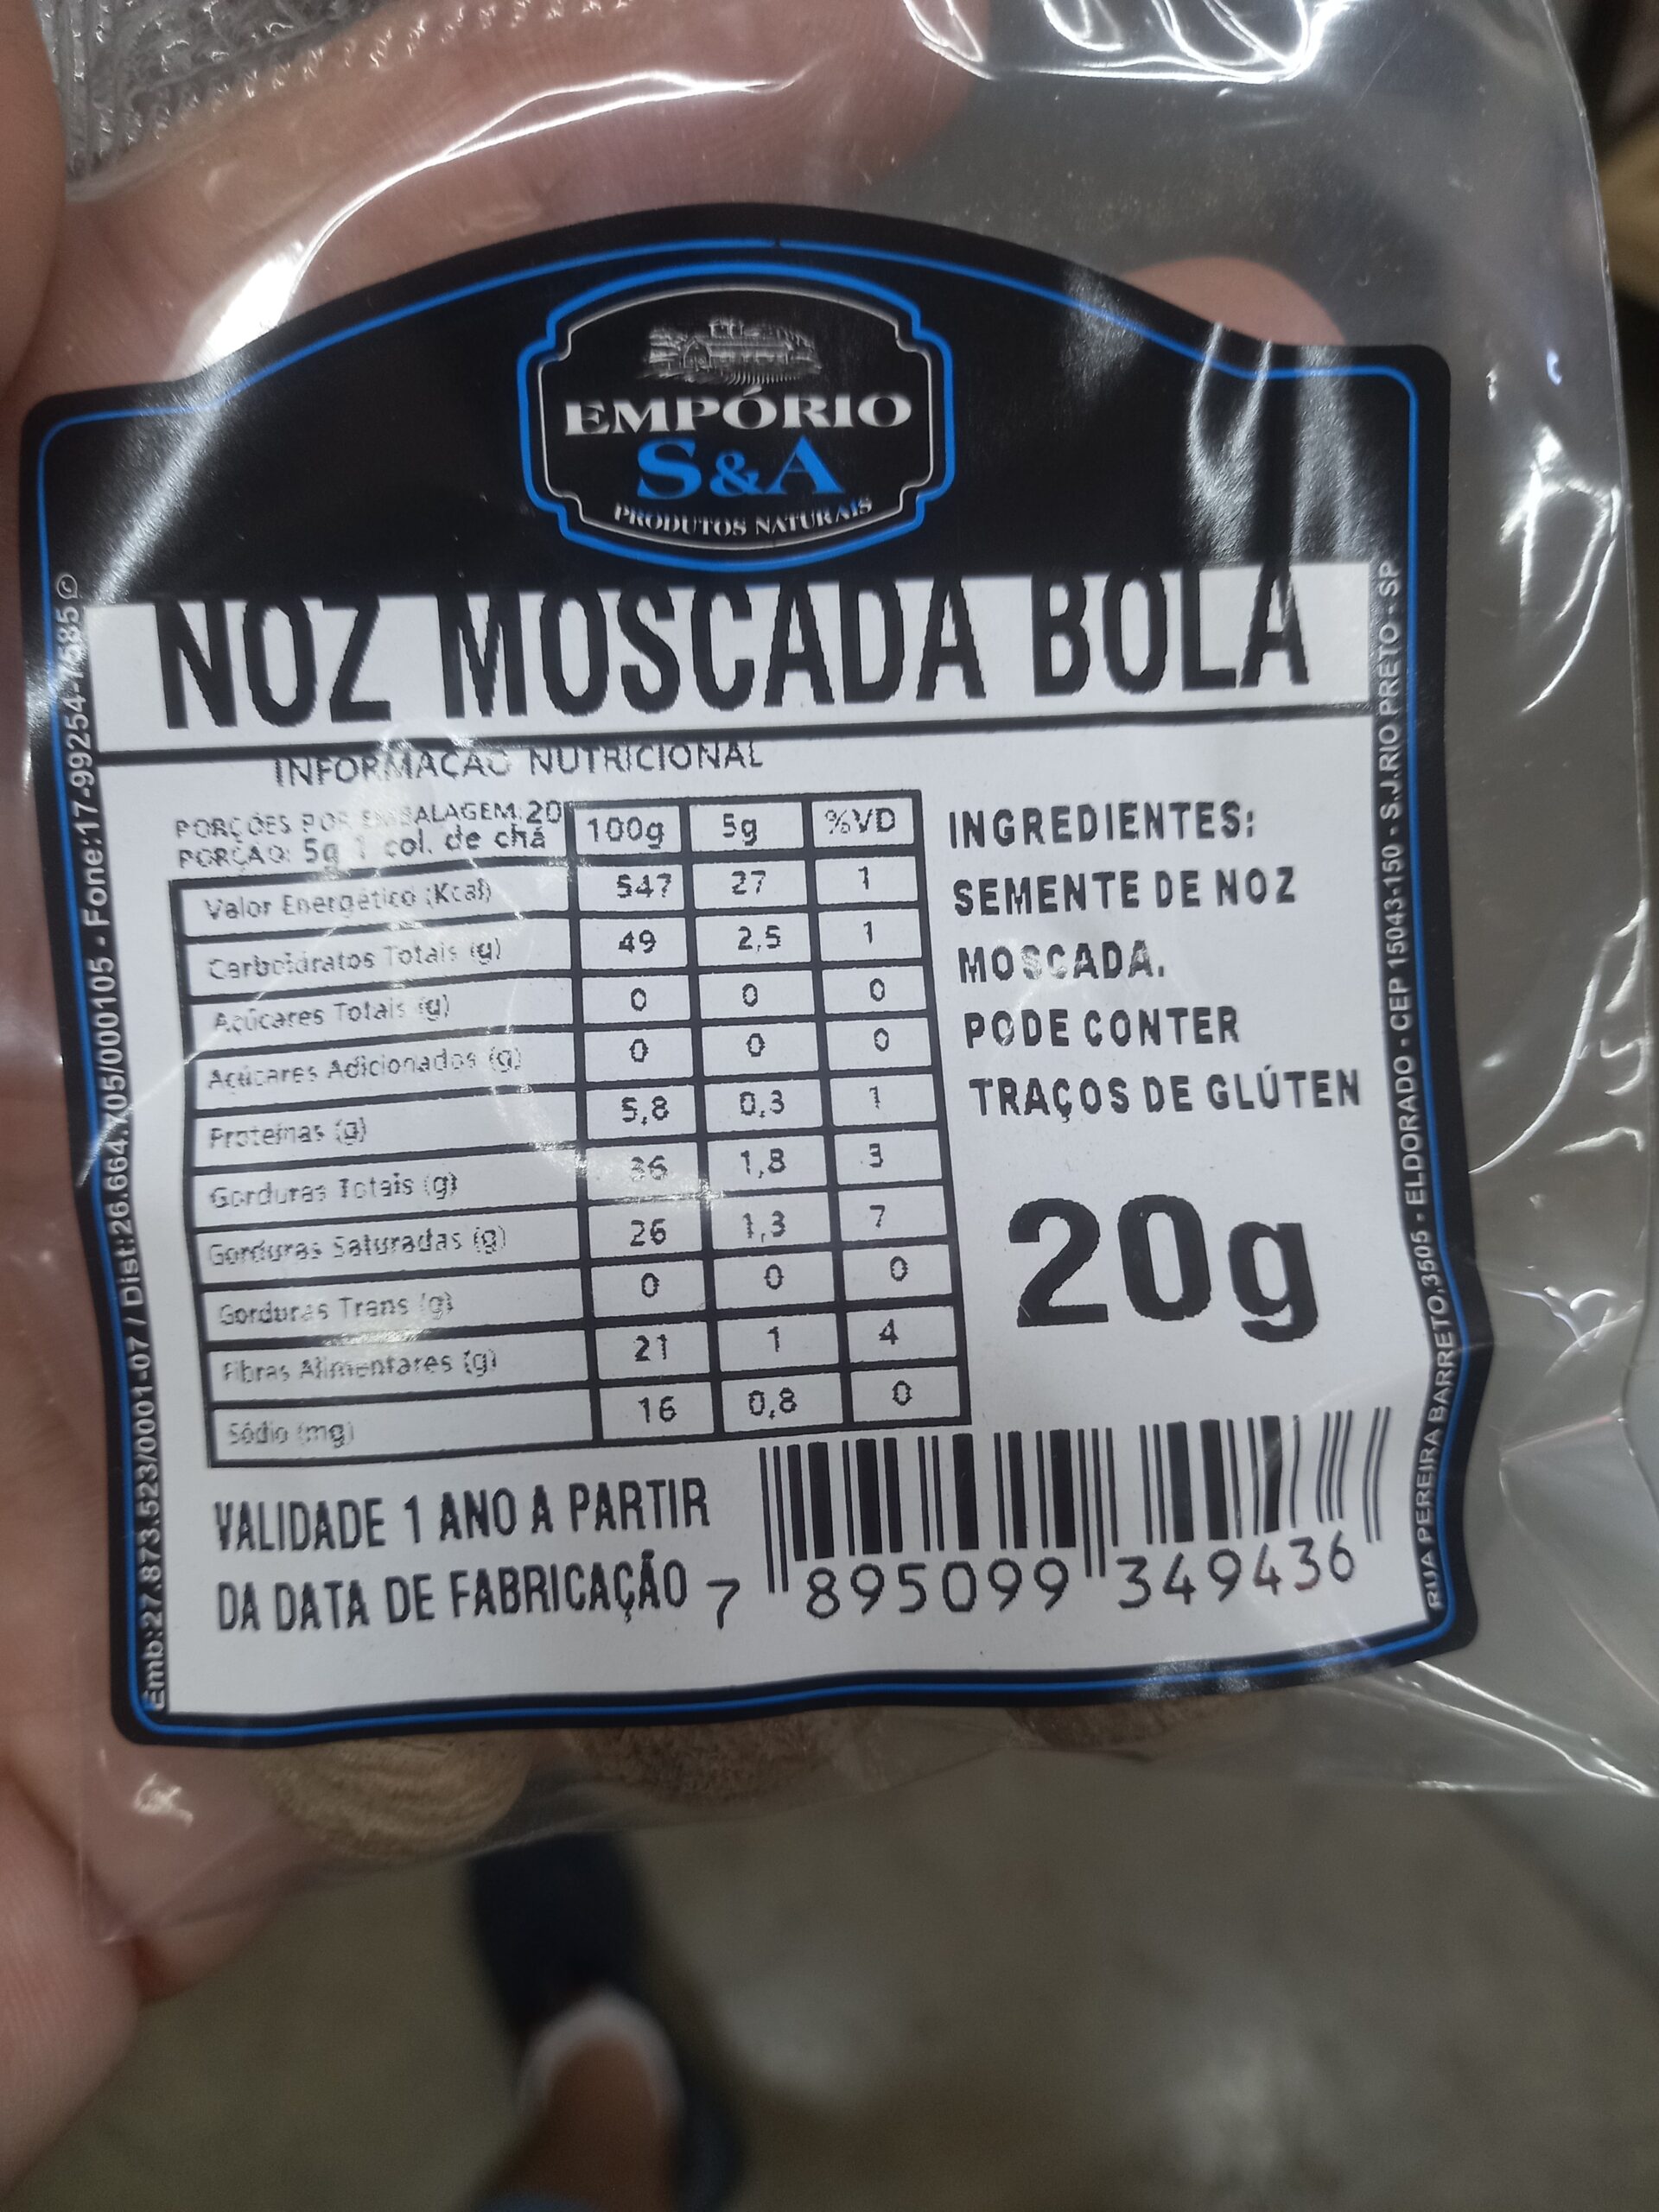 EMPÓRIO
S&A
PRODUTOS NATURAIS
NOZ MOSCADA BOLA
INFORMAÇÃO NUTRICIONAL
PORÇÕES POR EMBALAGEM: 20
PORÇÃO: 5g 1 col. de chá
100g 5g %VD
Valor Energético (Kcal) 547 27 1
Carboidratos Totais (g) 49 2,5 1
Açúcares Totais (g) 0 0 0
Açúcares Adicionados (g) 0 0 0
Proteínas (g) 5,8 0,3 1
Gorduras Totais (g) 36 1,8 3
Gorduras Saturadas (g) 26 1,3 7
Gorduras Trans (g) 0 0 0
Fibras Alimentares (g) 21 1 4
Sódio (mg) 16 0,8 0
INGREDIENTES:
SEMENTE DE NOZ
MOSCADA.
PODE CONTER
TRAÇOS DE GLÚTEN
20g
VALIDADE 1 ANO A PARTIR
DA DATA DE FABRICAÇÃO
7 895099 349436
Emb:27.873.523/0001-07 / Dist:26.664. /000105 - Fone:17-99254-
RUA PEREIRA BARRETO,3505 - ELDORADO - CEP 15043-150 - S.J.RIO PRETO - SP